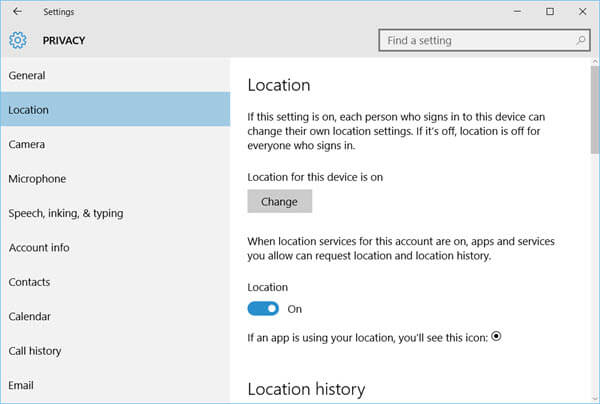 Settings
PRIVACY
Find a setting
General
Location
Camera
Microphone
Speech, inking, & typing
Account info
Contacts
Calendar
Call history
Email
Location
If this setting is on, each person who signs in to this device can
change their own location settings. If it's off, location is off for
everyone who signs in.
Location for this device is on
Change
When location services for this account are on, apps and services
you allow can request location and location history.
Location
On
If an app is using your location, you'll see this icon:
Location history